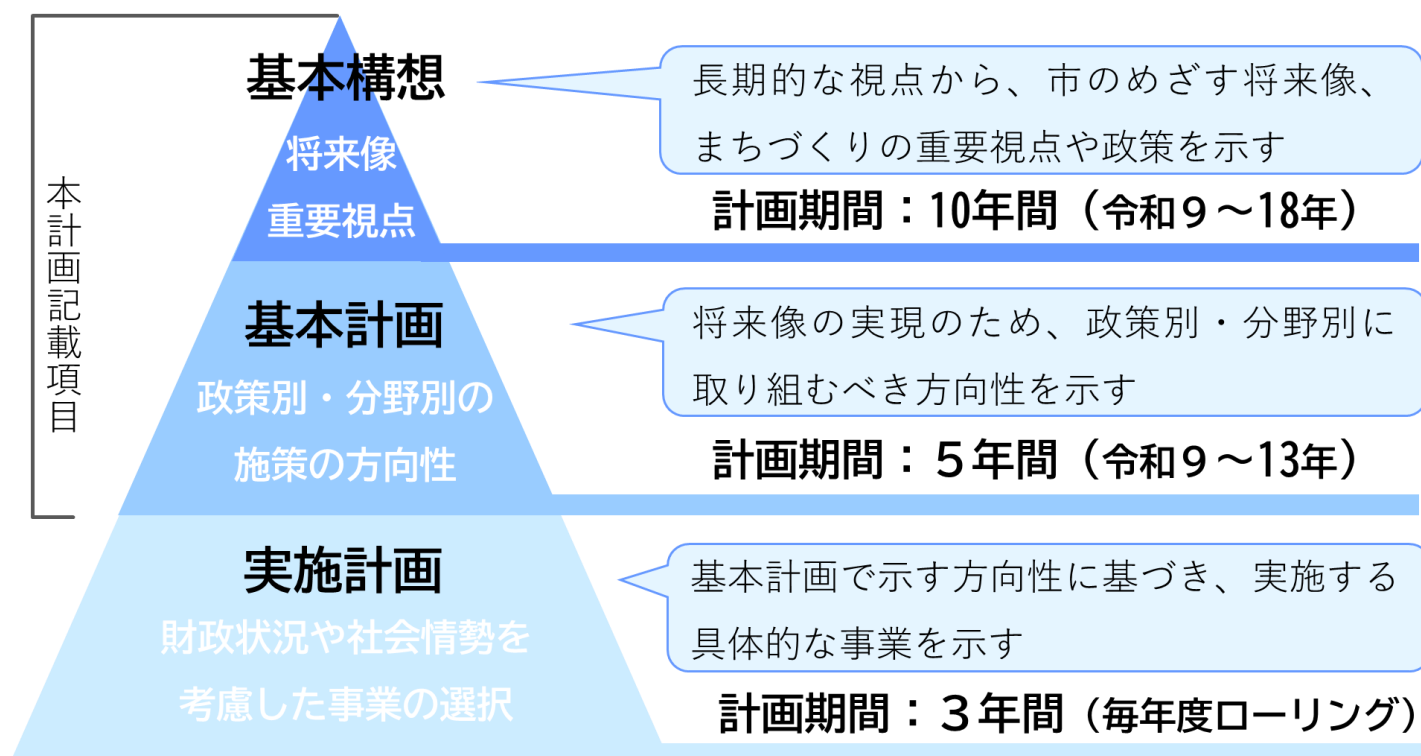 本計画記載項目
基本構想
将来像
重要視点
長期的な視点から、市のめざす将来像、
まちづくりの重要視点や政策を示す
計画期間：10年間（令和９～18年）
基本計画
政策別・分野別の
施策の方向性
将来像の実現のため、政策別・分野別に
取り組むべき方向性を示す
計画期間：５年間（令和９～13年）
実施計画
財政状況や社会情勢を
考慮した事業の選択
基本計画で示す方向性に基づき、実施する
具体的な事業を示す
計画期間：３年間（毎年度ローリング）